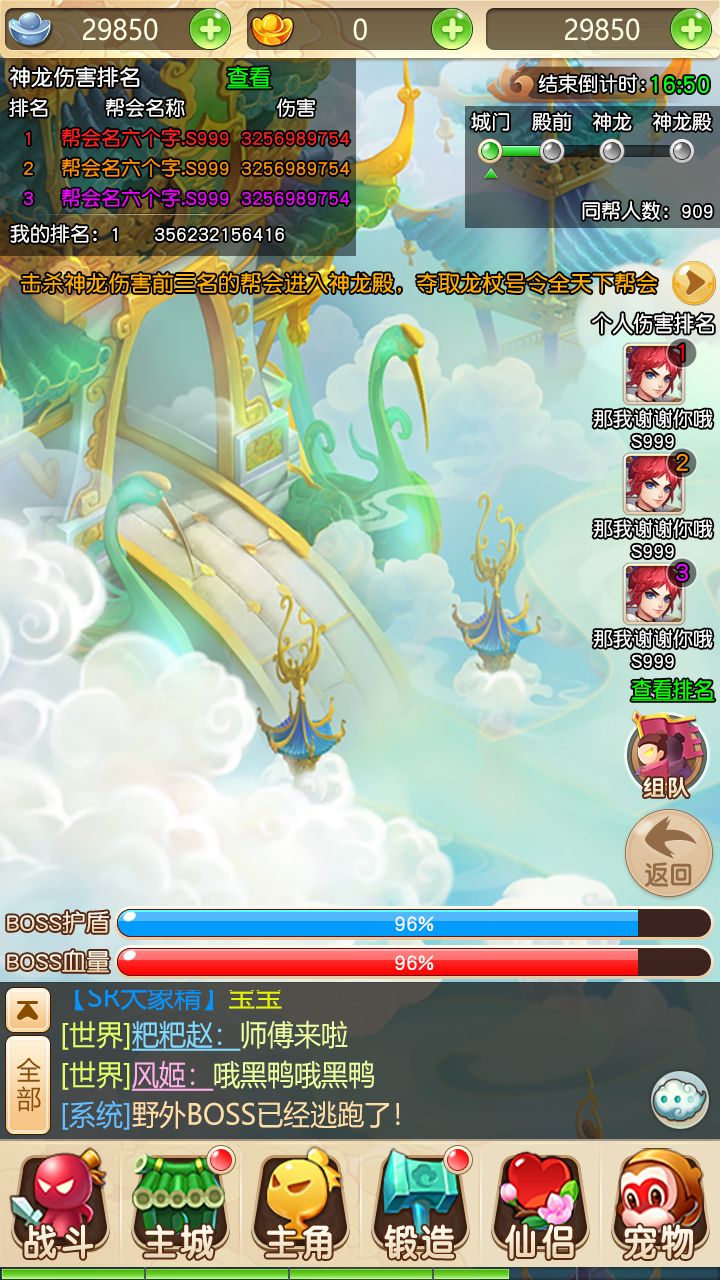 29850 0 29850
神龙伤害排名 查看
排名 帮会名称 伤害
1 帮会名六个字.S999 3256989754
2 帮会名六个字.S999 3256989754
3 帮会名六个字.S999 3256989754
我的排名：1 356232156416
结束倒计时:16:50
城门 殿前 神龙 神龙殿
同帮人数：909
击杀神龙伤害前三名的帮会进入神龙殿，夺取龙杖号令全天下帮会
个人伤害排名
1
那我谢谢你哦
S999
2
那我谢谢你哦
S999
3
那我谢谢你哦
S999
查看排名
组队
返回
BOSS护盾 96%
BOSS血量 96%
【SR大象精】宝宝
[世界]粑粑赵：师傅来啦
[世界]风姬：哦黑鸭哦黑鸭
[系统]野外BOSS已经逃跑了！
全部
战斗 主城 主角 锻造 仙侣 宠物